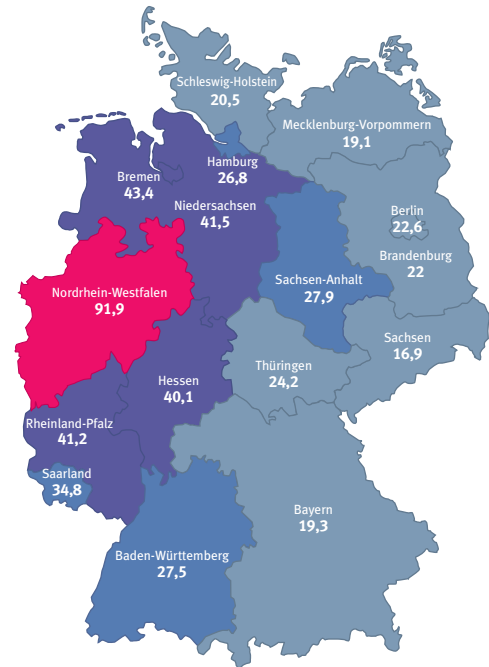 Schleswig-Holstein
20,5
Mecklenburg-Vorpommern
19,1
Hamburg
26,8
Bremen
43,4
Niedersachsen
41,5
Berlin
22,6
Brandenburg
22
Sachsen-Anhalt
27,9
Nordrhein-Westfalen
91,9
Sachsen
16,9
Thüringen
24,2
Hessen
40,1
Rheinland-Pfalz
41,2
Saarland
34,8
Bayern
19,3
Baden-Württemberg
27,5